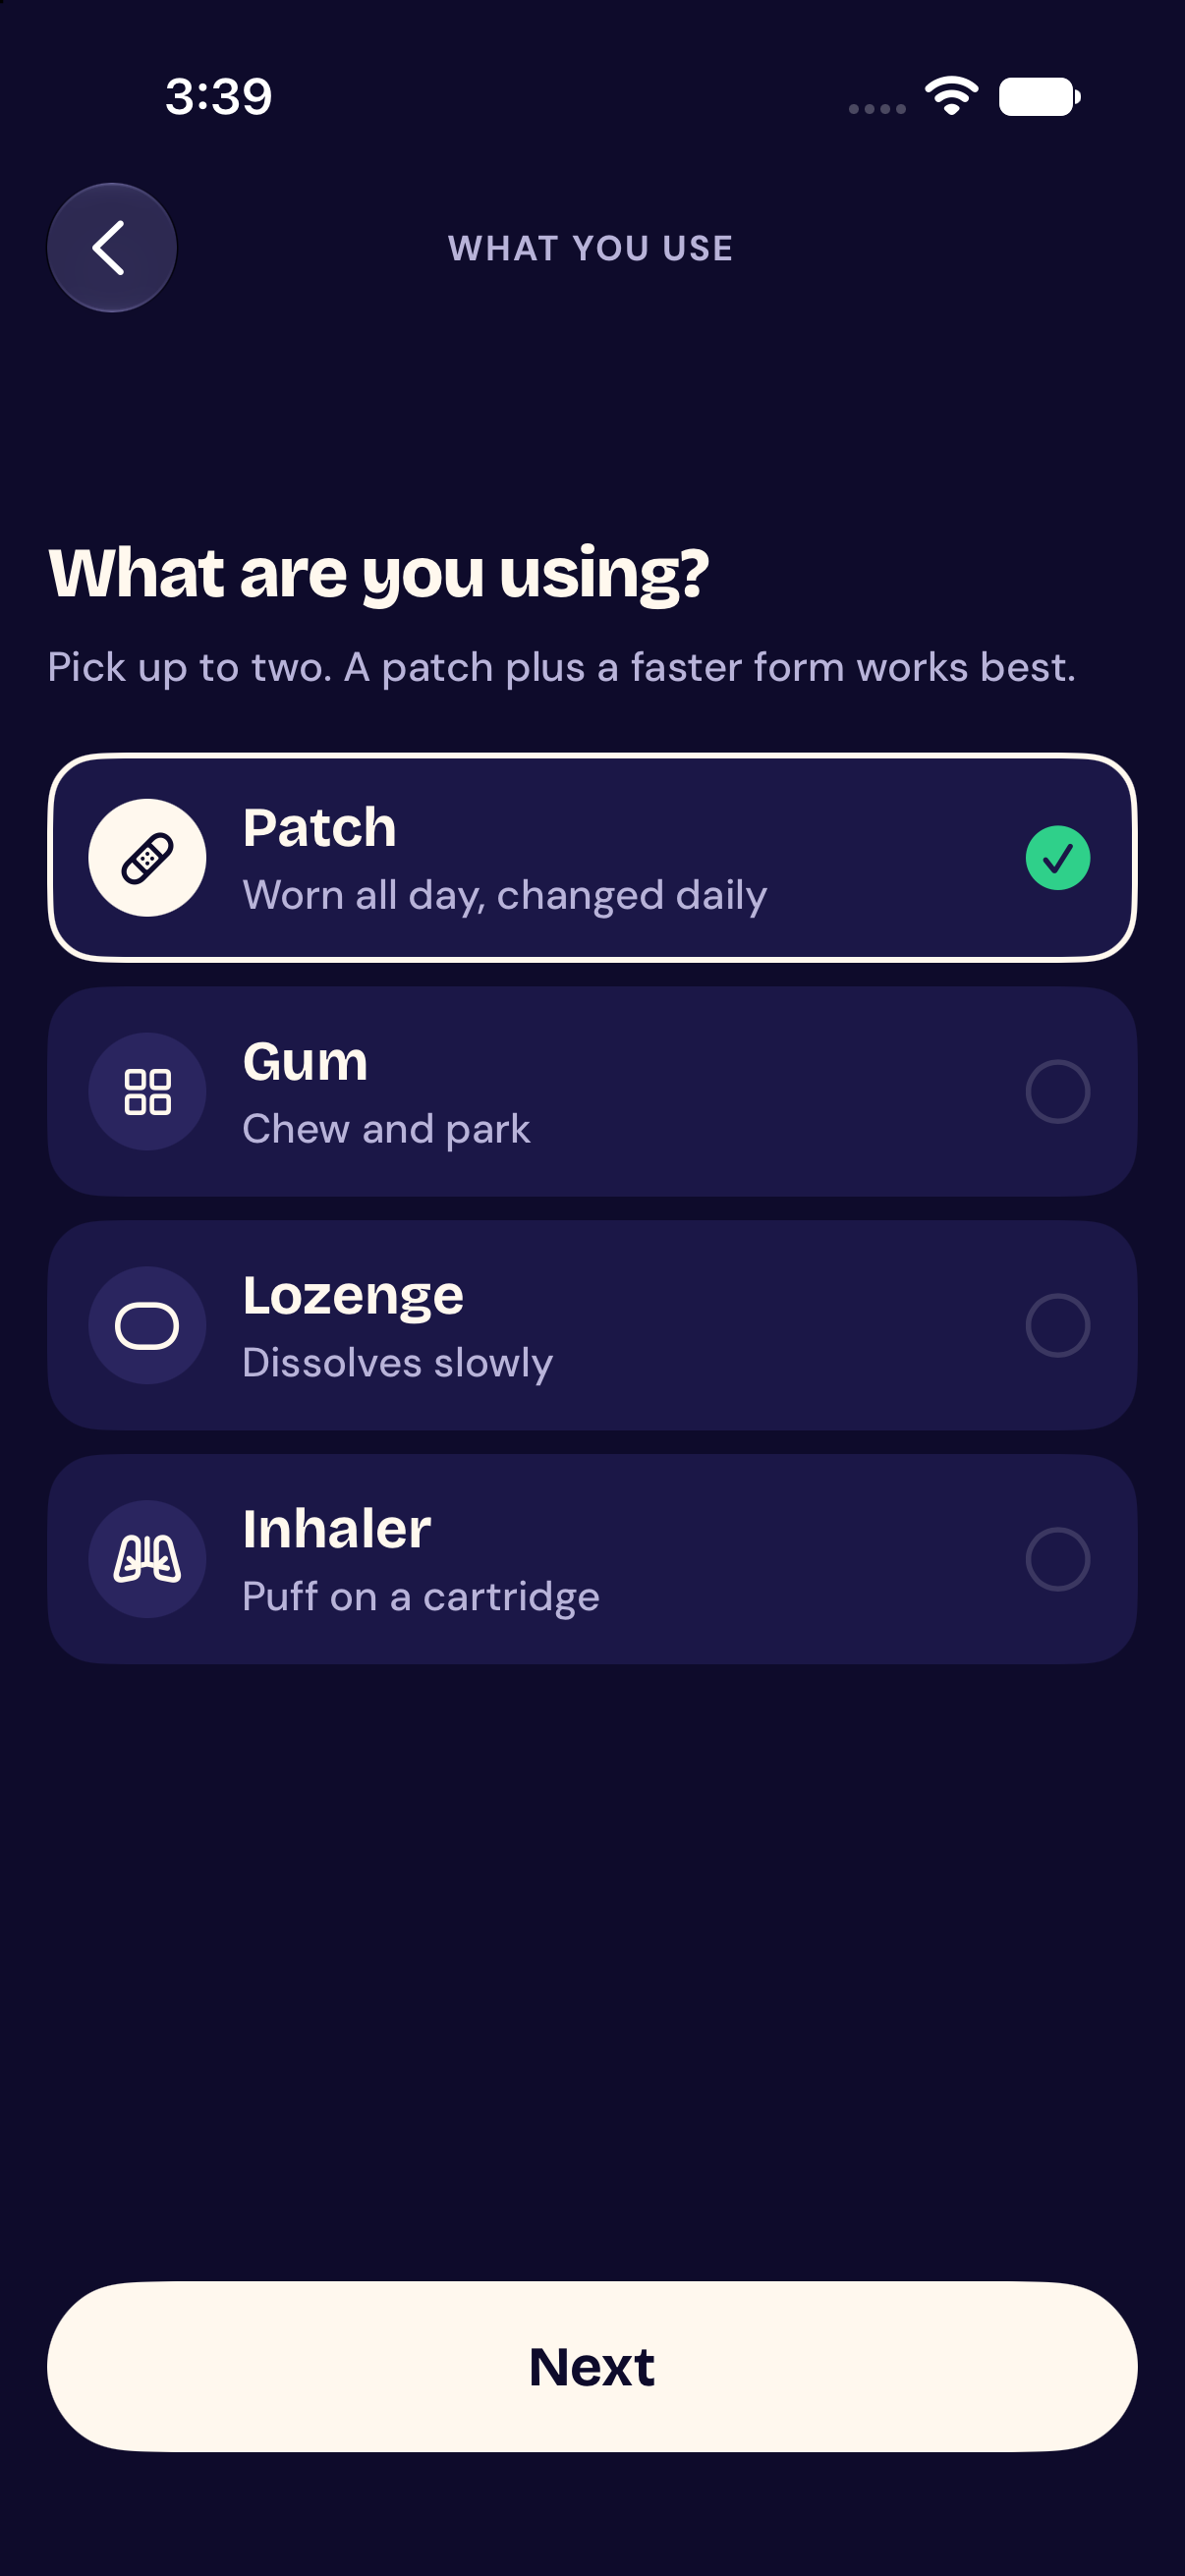 3:39
WHAT YOU USE
What are you using?
Pick up to two. A patch plus a faster form works best.
Patch
Worn all day, changed daily
Gum
Chew and park
Lozenge
Dissolves slowly
Inhaler
Puff on a cartridge
Next